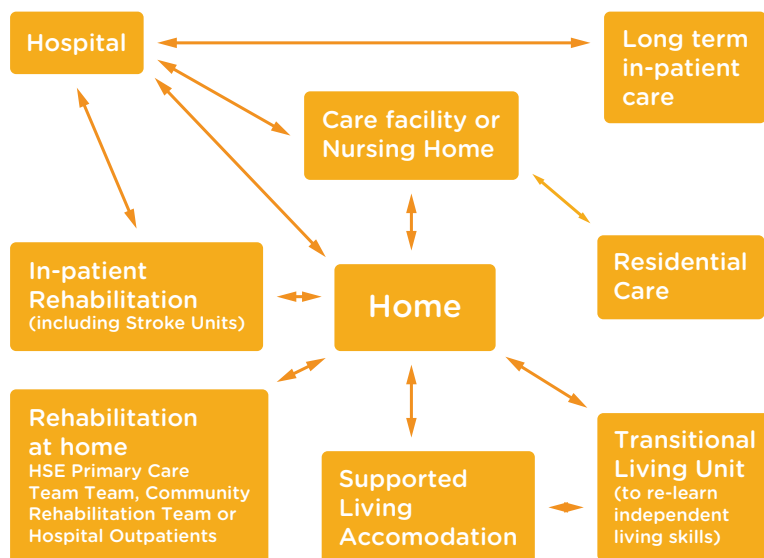 Hospital
Long term
in-patient
care
Care facility or
Nursing Home
In-patient
Rehabilitation
(including Stroke Units)
Home
Residential
Care
Rehabilitation
at home
HSE Primary Care
Team Team, Community
Rehabilitation Team or
Hospital Outpatients
Supported
Living
Accomodation
Transitional
Living Unit
(to re-learn
independent
living skills)